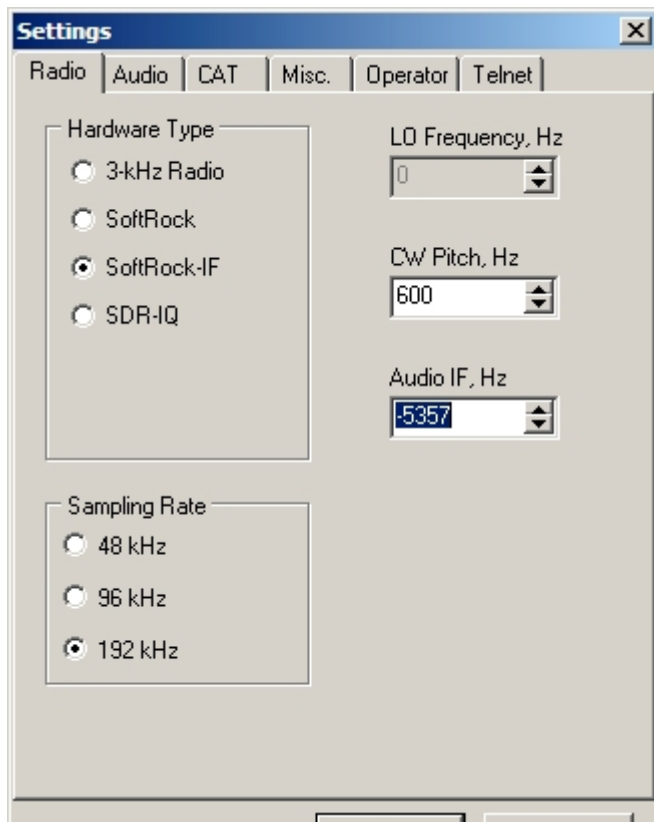 Settings
Radio Audio CAT Misc. Operator Telnet
Hardware Type
3-kHz Radio
SoftRock
SoftRock-IF
SDR-IQ
LO Frequency, Hz
0
CW Pitch, Hz
600
Audio IF, Hz
-5357
Sampling Rate
48 kHz
96 kHz
192 kHz